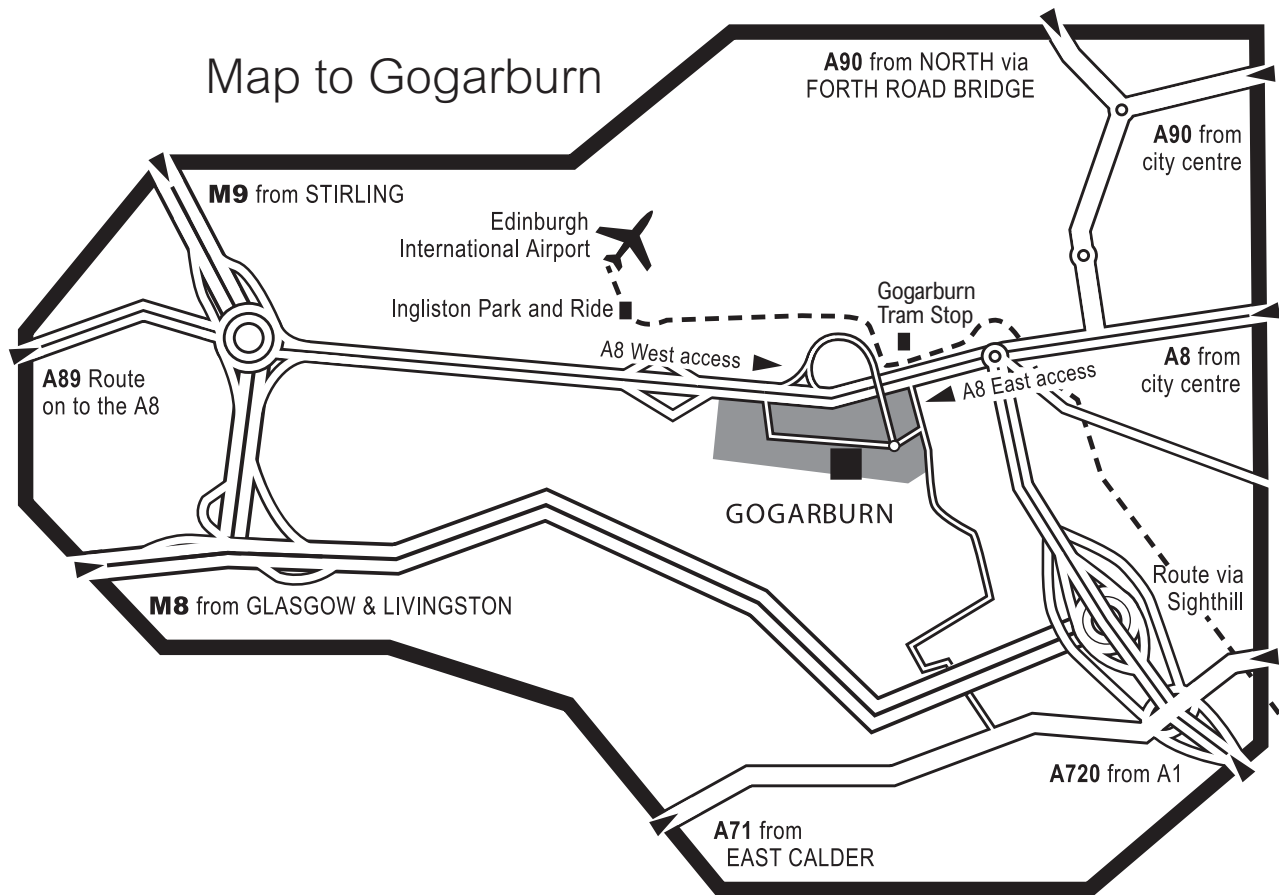 Map to Gogarburn
A90 from NORTH via
FORTH ROAD BRIDGE
A90 from
city centre
M9 from STIRLING
Edinburgh
International Airport
Ingliston Park and Ride
Gogarburn
Tram Stop
A8 West access
A8 East access
A8 from
city centre
A89 Route
on to the A8
GOGARBURN
Route via
Sighthill
M8 from GLASGOW & LIVINGSTON
A720 from A1
A71 from
EAST CALDER